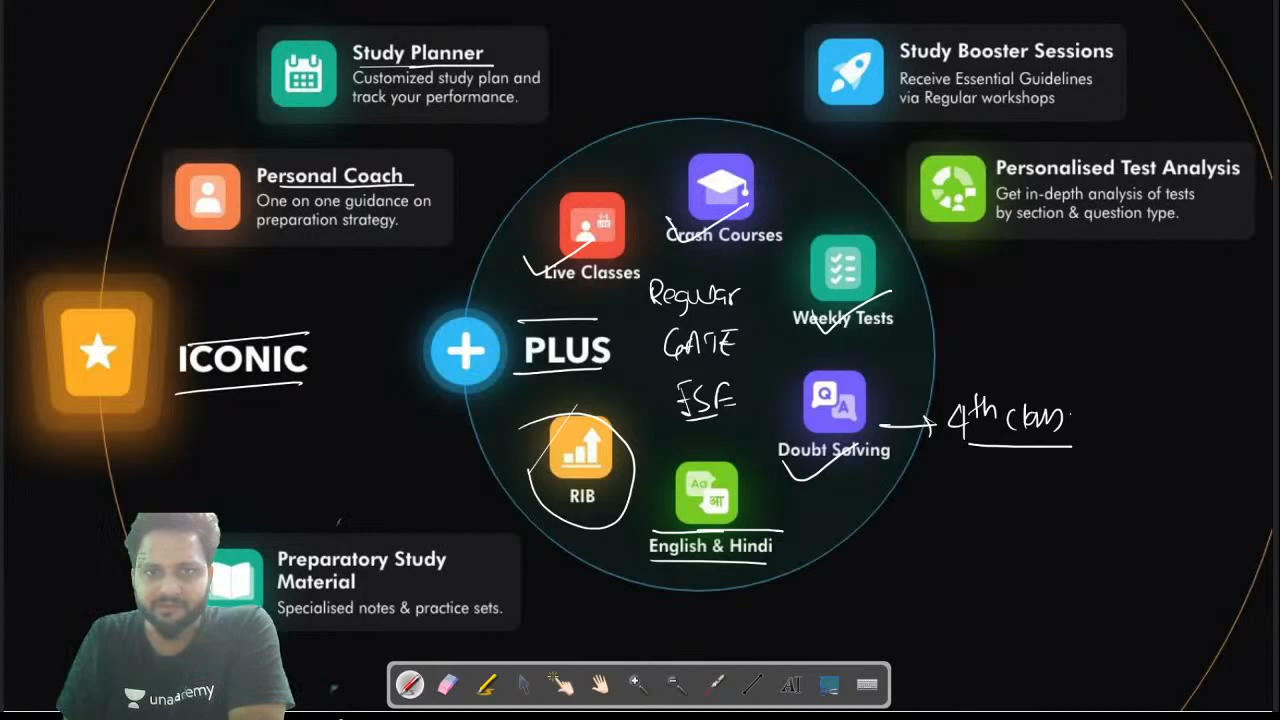 Study Planner
Customized study plan and
track your performance.
Study Booster Sessions
Receive Essential Guidelines
via Regular workshops
Personal Coach
One on one guidance on
preparation strategy.
Personalised Test Analysis
Get in-depth analysis of tests
by section & question type.
Crash Courses
Live Classes
Regular
Weekly Tests
GATE
ICONIC
PLUS
ESE
Q
A
4th class
Doubt Solving
RIB
Aa
आ
English & Hindi
Preparatory Study
Material
Specialised notes & practice sets.
unacademy
AI